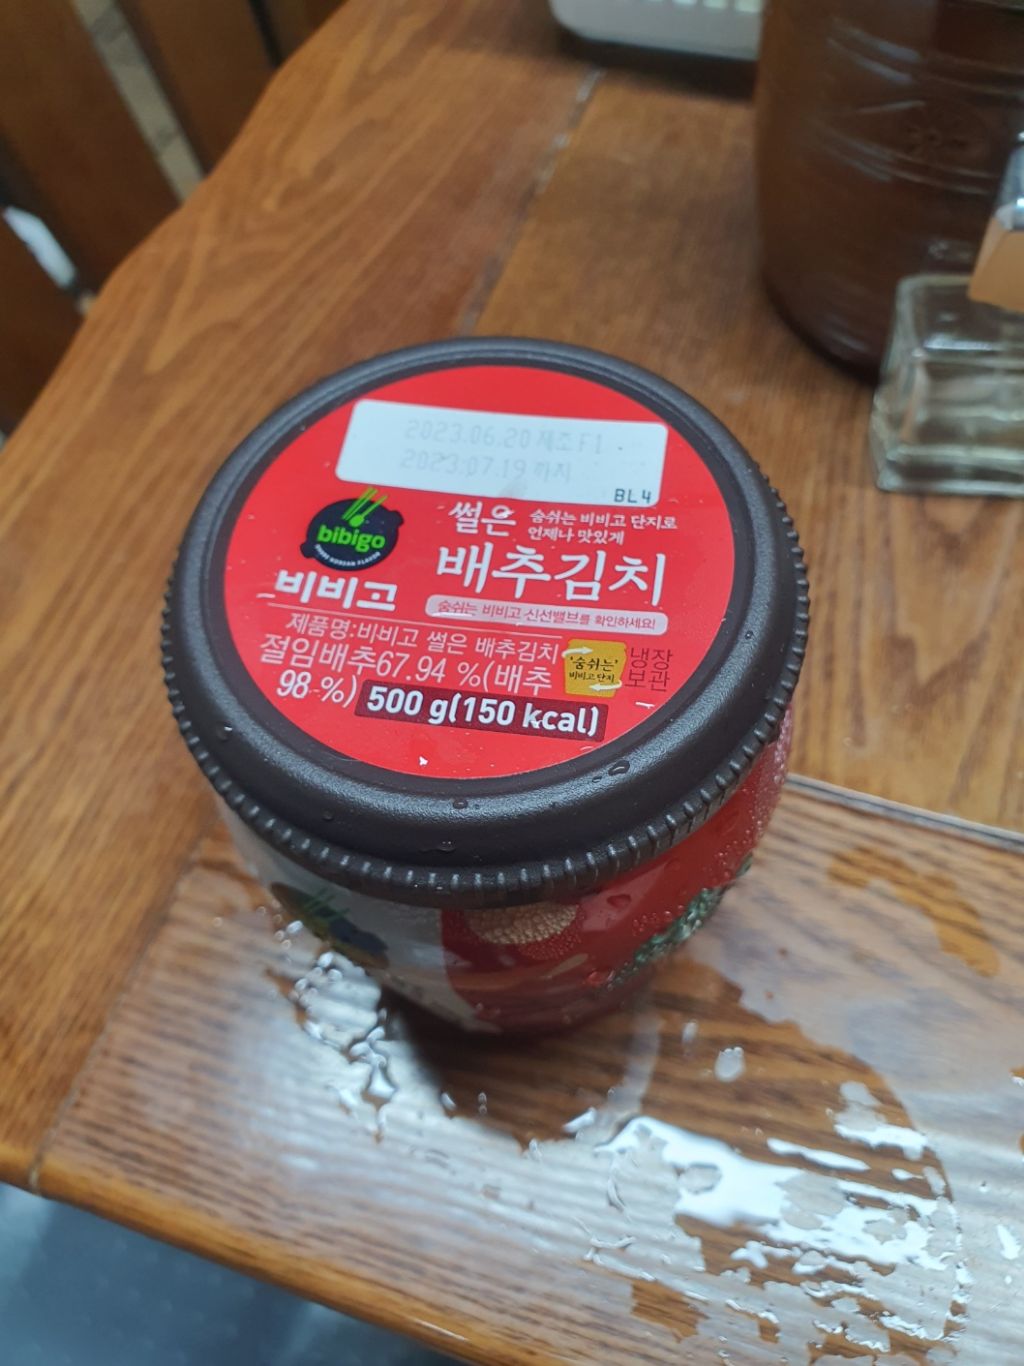 2023.06.20 제조 F1
2023.07.19 까지
BL4
bibigo
비비고
썰은
숨쉬는 비비고 단지로
언제나 맛있게
배추김치
숨쉬는 비비고 신선밸브를 확인하세요!
제품명:비비고 썰은 배추김치
절임배추67.94 %(배추
98 %)
500 g(150 kcal)
'숨쉬는'
비비고 단지
냉장
보관